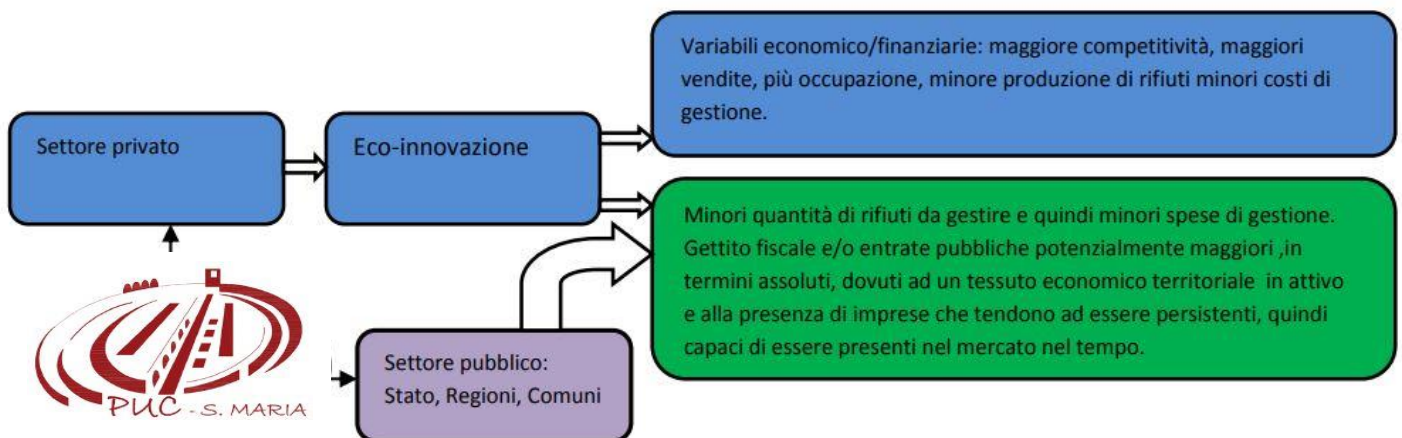 Variabili economico/finanziarie: maggiore competitività, maggiori
vendite, più occupazione, minore produzione di rifiuti minori costi di
gestione.
Settore privato
Eco-innovazione
Minori quantità di rifiuti da gestire e quindi minori spese di gestione.
Gettito fiscale e/o entrate pubbliche potenzialmente maggiori ,in
termini assoluti, dovuti ad un tessuto economico territoriale in attivo
e alla presenza di imprese che tendono ad essere persistenti, quindi
capaci di essere presenti nel mercato nel tempo.
Settore pubblico:
Stato, Regioni, Comuni
PUC - S. MARIA